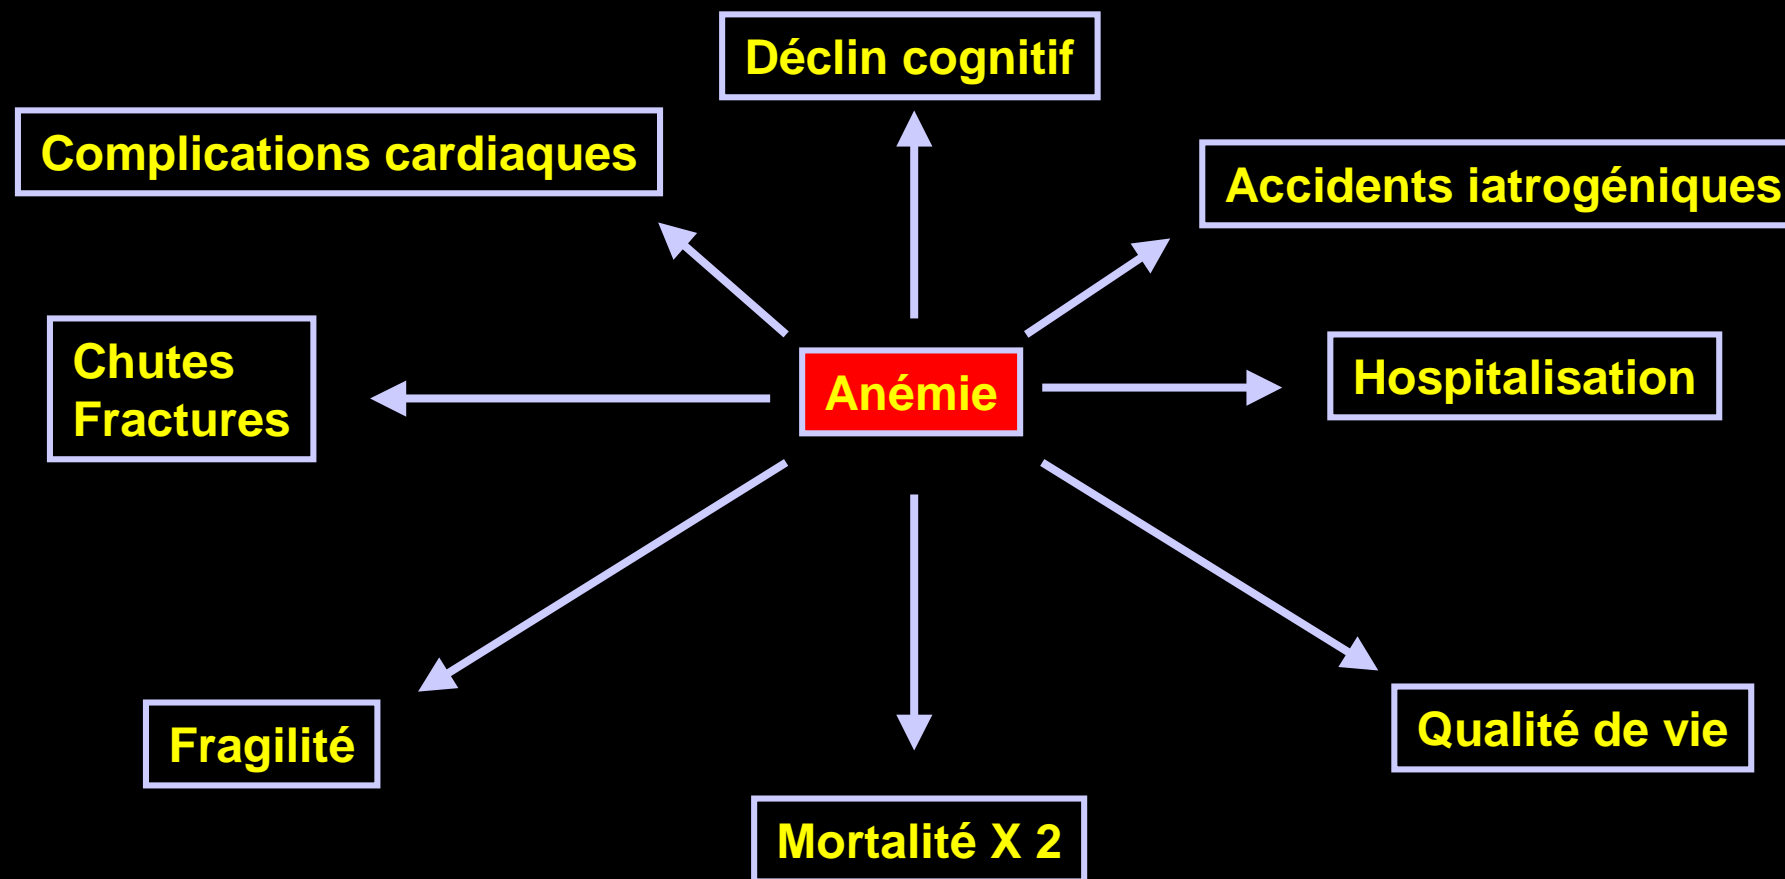 Déclin cognitif
Complications cardiaques
Accidents iatrogéniques
Chutes
Fractures
Anémie
Hospitalisation
Fragilité
Qualité de vie
Mortalité X 2